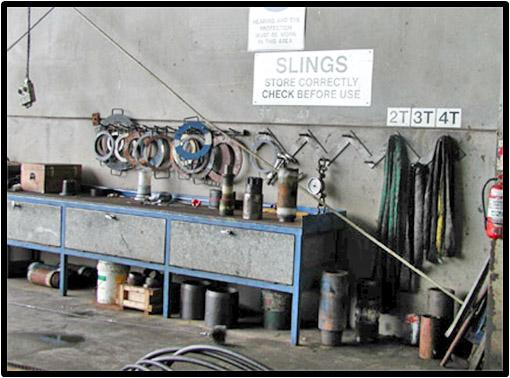 HEARING AND EYE
PROTECTION
MUST BE WORN
IN THIS AREA
SLINGS
STORE CORRECTLY
CHECK BEFORE USE
2T 3T 4T